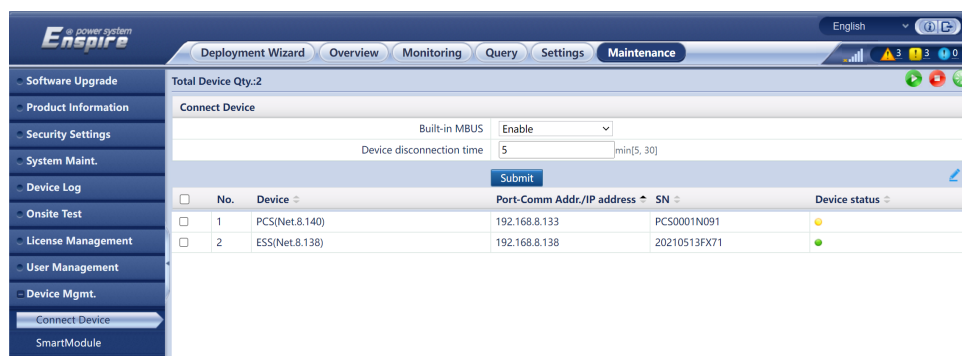 e power system
Enspire
English
Deployment Wizard Overview Monitoring Query Settings Maintenance
3 3 0
Software Upgrade
Product Information
Security Settings
System Maint.
Device Log
Onsite Test
License Management
User Management
Device Mgmt.
Connect Device
SmartModule
Total Device Qty.:2
Connect Device
Built-in MBUS Enable
Device disconnection time 5 min[5, 30]
Submit
No. Device Port-Comm Addr./IP address SN Device status
1 PCS(Net.8.140) 192.168.8.133 PCS0001N091
2 ESS(Net.8.138) 192.168.8.138 20210513FX71